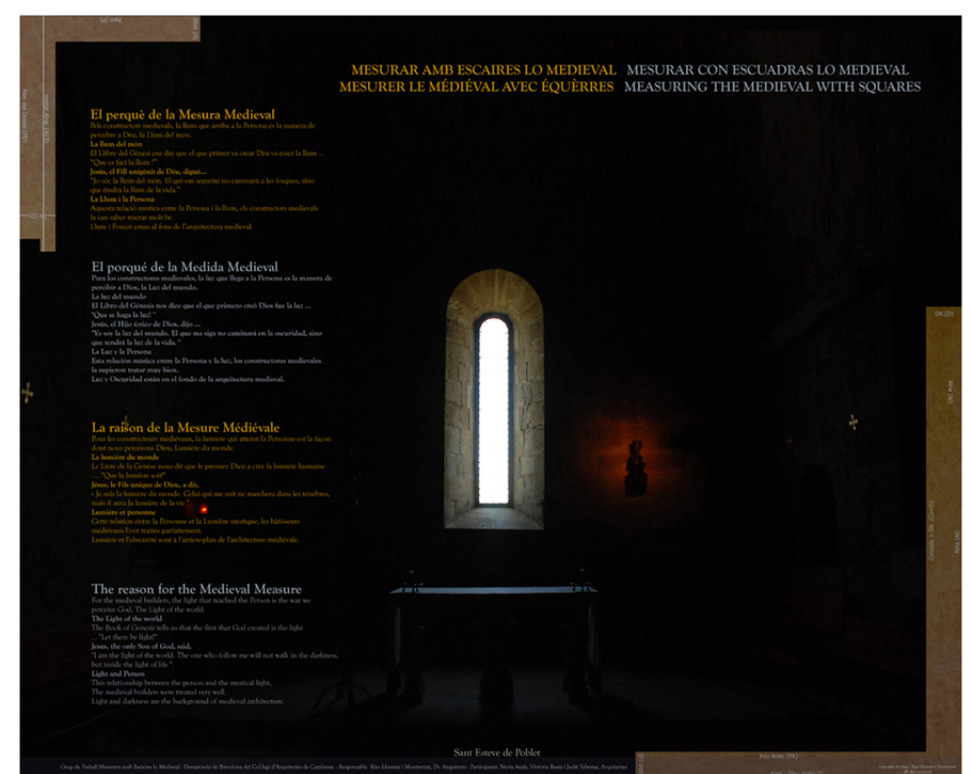 MESURAR AMB ESCAIRES LO MEDIEVAL MESURAR CON ESCUADRAS LO MEDIEVAL
MESURER LE MÉDIÉVAL AVEC ÉQUÈRRES MEASURING THE MEDIEVAL WITH SQUARES
El perquè de la Mesura Medieval
Pels constructors medievals, la llum que arriba a la Persona és la manera de
percebre a Déu, la Llum del món.
La llum del món
El Llibre del Gènesi ens diu que el que primer va crear Déu va ésser la llum ...
"Que es faci la llum !"
Jesús, el Fill unigènit de Déu, digué...
"Jo sóc la llum del món. El qui em segueixi no caminarà a les fosques, sinó
que tindrà la llum de la vida."
La Llum i la Persona
Aquesta relació mística entre la Persona i la llum, els constructors medievals
la van saber tractar molt bé.
Llum i Foscor estan al fons de l'arquitectura medieval.
El porqué de la Medida Medieval
Para los constructores medievales, la luz que llega a la Persona es la manera de
percibir a Dios, la Luz del mundo.
La luz del mundo
El Libro del Génesis nos dice que el que primero creó Dios fue la luz ...
"Que se haga la luz! "
Jesús, el Hijo único de Dios, dijo ...
"Yo soy la luz del mundo. El que me siga no caminará en la oscuridad, sino
que tendrá la luz de la vida. "
La Luz y la Persona
Esta relación mística entre la Persona y la luz, los constructores medievales
la supieron tratar muy bien.
Luz y Oscuridad están en el fondo de la arquitectura medieval.
La raison de la Mesure Médiévale
Pour les constructeurs médiévaux, la lumière qui atteint la Personne est la façon
dont nous percevons Dieu, Lumière du monde.
La lumière du monde
Le Livre de la Genèse nous dit que le premier Dieu a créé la lumière humaine
.... "Que la lumière soit!"
Jésus, le Fils unique de Dieu, a dit,
« Je suis la lumière du monde. Celui qui me suit ne marchera dans les ténèbres,
mais il aura la lumière de la vie "
Lumière et personne
Cette relation entre la Personne et la Lumière mystique, les bâtisseurs
médiévaux l'ont traitée parfaitement
Lumière et l'obscurité sont à l'arrière-plan de l'architecture médiévale.
The reason for the Medieval Measure
For the medieval builders, the light that reached the Person is the way we
perceive God, The Light of the world.
The Light of the world
The Book of Genesis tells us that the first that God created is the light
... "Let there be light!"
Jesus, the only Son of God, said,
"I am the light of the world. The one who follow me will not walk in the darkness,
but inside the light of life ".
Light and Person
This relationship between the person and the mystical light,
The medieval builders were treated very well.
Light and darkness are the background of medieval architecture.
Sant Esteve de Poblet